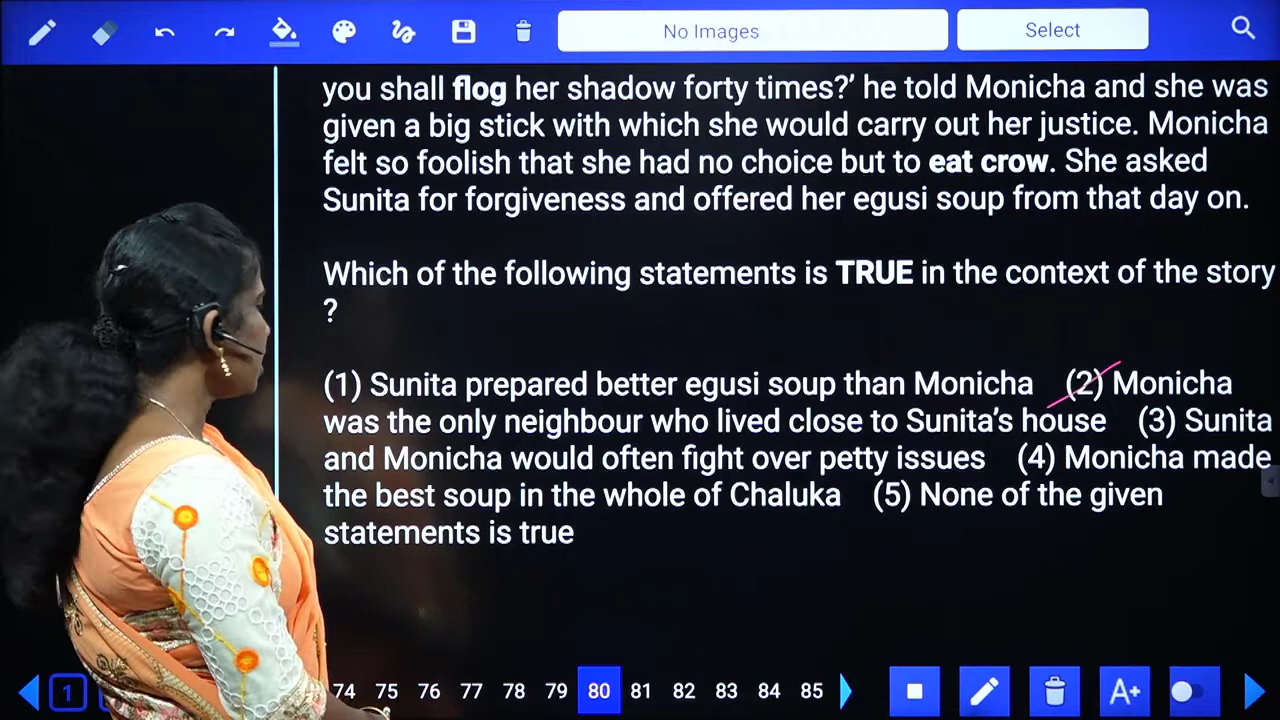 No Images
Select
you shall flog her shadow forty times?’ he told Monicha and she was
given a big stick with which she would carry out her justice. Monicha
felt so foolish that she had no choice but to eat crow. She asked
Sunita for forgiveness and offered her egusi soup from that day on.
Which of the following statements is TRUE in the context of the story
?
(1) Sunita prepared better egusi soup than Monicha (2) Monicha
was the only neighbour who lived close to Sunita’s house (3) Sunita
and Monicha would often fight over petty issues (4) Monicha made
the best soup in the whole of Chaluka (5) None of the given
statements is true
1 74 75 76 77 78 79 80 81 82 83 84 85 A+